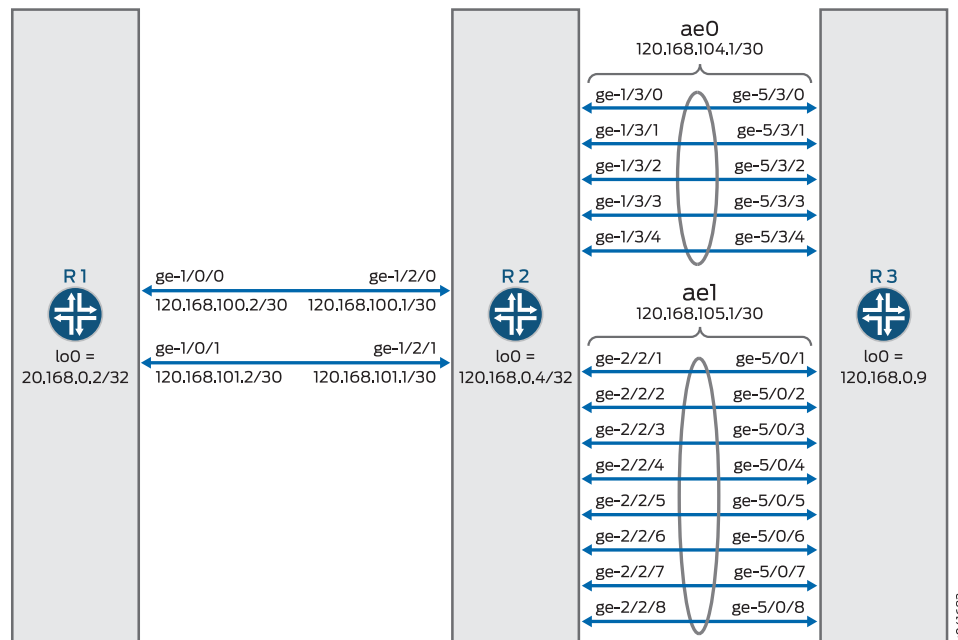 ae0
120.168.104.1/30
ge-1/3/0 ge-5/3/0
ge-1/3/1 ge-5/3/1
ge-1/3/2 ge-5/3/2
ge-1/3/3 ge-5/3/3
ge-1/3/4 ge-5/3/4
R 1
lo0 =
20.168.0.2/32
ge-1/0/0 ge-1/2/0
120.168.100.2/30 120.168.100.1/30
ge-1/0/1 ge-1/2/1
120.168.101.2/30 120.168.101.1/30
R 2
lo0 =
120.168.0.4/32
ae1
120.168.105.1/30
ge-2/2/1 ge-5/0/1
ge-2/2/2 ge-5/0/2
ge-2/2/3 ge-5/0/3
ge-2/2/4 ge-5/0/4
ge-2/2/5 ge-5/0/5
ge-2/2/6 ge-5/0/6
ge-2/2/7 ge-5/0/7
ge-2/2/8 ge-5/0/8
R 3
lo0 =
120.168.0.9